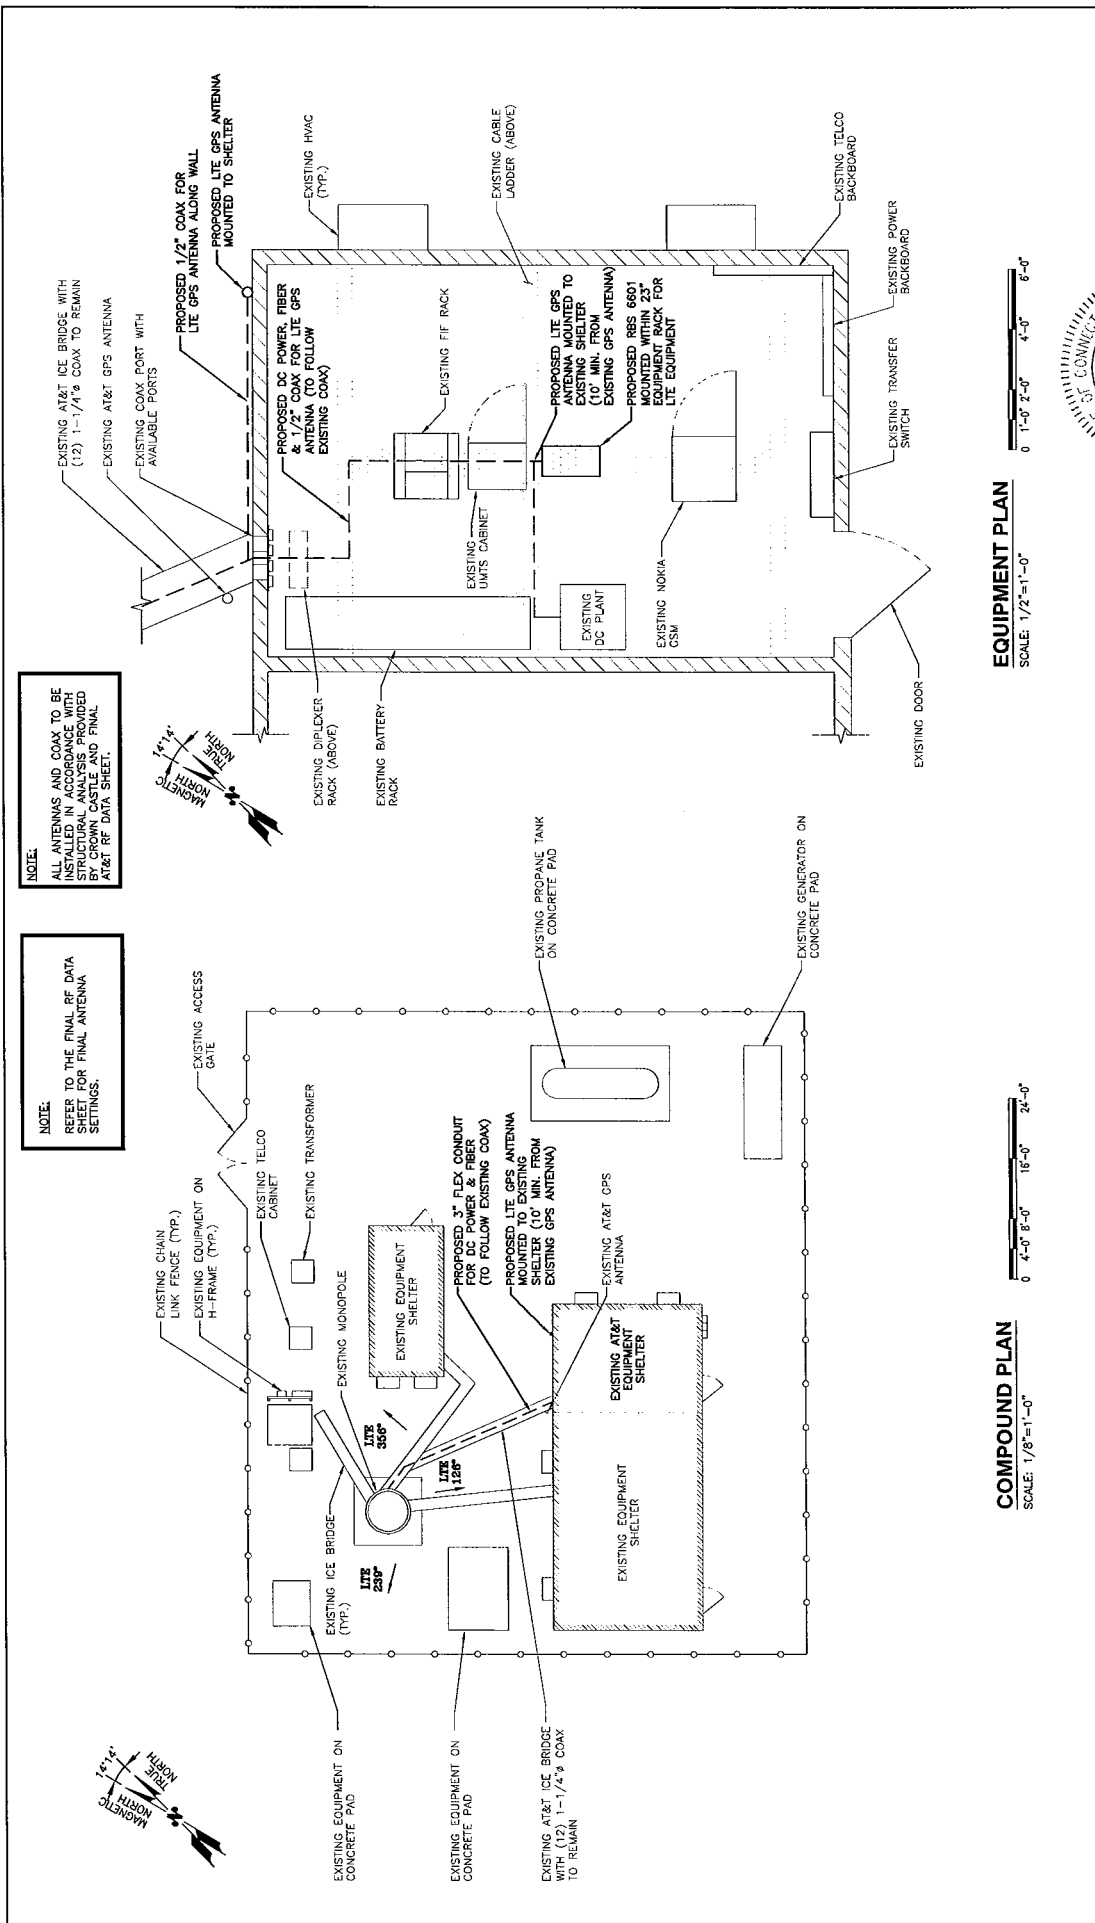 NOTE:
REFER TO THE FINAL RF DATA
SHEET FOR FINAL ANTENNA
SETTINGS.
NOTE:
ALL ANTENNAS AND COAX TO BE
INSTALLED IN ACCORDANCE WITH
STRUCTURAL ANALYSIS PROVIDED
BY CROWN CASTLE AND FINAL
AT&T RF DATA SHEET.
14°14'
MAGNETIC
NORTH
TRUE
NORTH
EXISTING EQUIPMENT ON
CONCRETE PAD
EXISTING EQUIPMENT ON
CONCRETE PAD
EXISTING AT&T ICE BRIDGE
WITH (12) 1-1/4"ø COAX
TO REMAIN
EXISTING CHAIN
LINK FENCE (TYP.)
EXISTING EQUIPMENT ON
H-FRAME (TYP.)
EXISTING TELCO
CABINET
EXISTING ACCESS
GATE
EXISTING TRANSFORMER
EXISTING ICE BRIDGE
(TYP.)
EXISTING MONOPOLE
LTE
239°
LTE
356°
LTE
126°
EXISTING EQUIPMENT
SHELTER
PROPOSED 3" FLEX CONDUIT
FOR DC POWER & FIBER
(TO FOLLOW EXISTING COAX)
PROPOSED LTE GPS ANTENNA
MOUNTED TO EXISTING
SHELTER (10' MIN. FROM
EXISTING GPS ANTENNA)
EXISTING AT&T GPS
ANTENNA
EXISTING EQUIPMENT
SHELTER
EXISTING AT&T
EQUIPMENT
SHELTER
EXISTING PROPANE TANK
ON CONCRETE PAD
EXISTING GENERATOR ON
CONCRETE PAD
COMPOUND PLAN
SCALE: 1/8"=1'-0"
0 4'-0" 8'-0" 16'-0" 24'-0"
14°14'
MAGNETIC
NORTH
TRUE
NORTH
EXISTING AT&T ICE BRIDGE WITH
(12) 1-1/4"ø COAX TO REMAIN
EXISTING AT&T GPS ANTENNA
EXISTING COAX PORT WITH
AVAILABLE PORTS
PROPOSED 1/2" COAX FOR
LTE GPS ANTENNA ALONG WALL
PROPOSED LTE GPS ANTENNA
MOUNTED TO SHELTER
EXISTING HVAC
(TYP.)
PROPOSED DC POWER, FIBER
& 1/2" COAX FOR LTE GPS
ANTENNA (TO FOLLOW
EXISTING COAX)
EXISTING FIF RACK
EXISTING CABLE
LADDER (ABOVE)
EXISTING DIPLEXER
RACK (ABOVE)
EXISTING BATTERY
RACK
EXISTING
UMTS CABINET
PROPOSED LTE GPS
ANTENNA MOUNTED TO
EXISTING SHELTER
(10' MIN. FROM
EXISTING GPS ANTENNA)
PROPOSED RBS 6601
MOUNTED WITHIN 23"
EQUIPMENT RACK FOR
LTE EQUIPMENT
EXISTING
DC PLANT
EXISTING NOKIA
GSM
EXISTING TELCO
BACKBOARD
EXISTING POWER
BACKBOARD
EXISTING TRANSFER
SWITCH
EXISTING DOOR
EQUIPMENT PLAN
SCALE: 1/2"=1'-0"
0 1'-0" 2'-0" 4'-0" 6'-0"
OF CONNECT